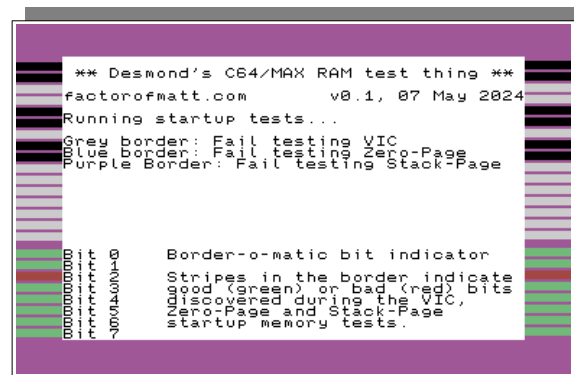 ** Desmond's C64/MAX RAM test thing **
factorofmatt.com v0.1, 07 May 2024
Running startup tests...
Grey border: Fail testing VIC
Blue border: Fail testing Zero-Page
Purple Border: Fail testing Stack-Page
Bit 0 Border-o-matic bit indicator
Bit 1
Bit 2 Stripes in the border indicate
Bit 3 good (green) or bad (red) bits
Bit 4 discovered during the VIC,
Bit 5 Zero-Page and Stack-Page
Bit 6 startup memory tests.
Bit 7